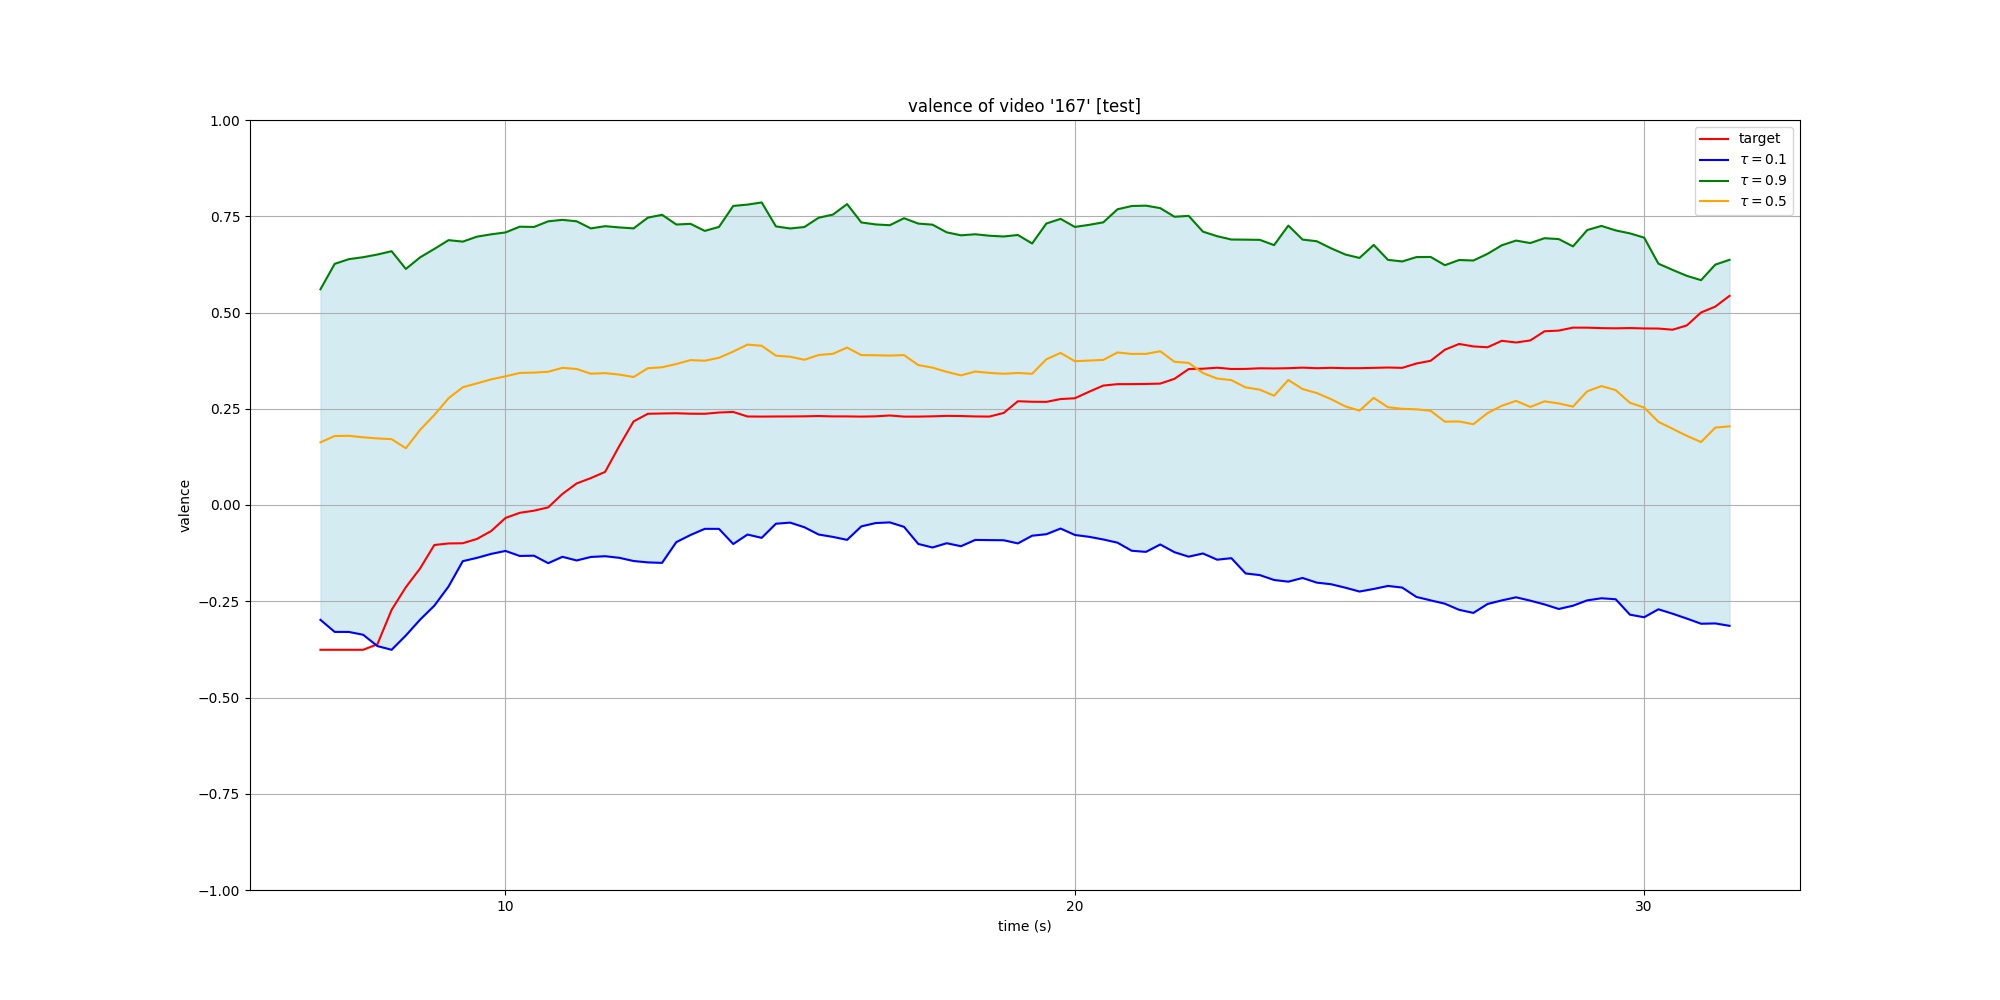 valence of video '167' [test]
1.00
0.75
0.50
0.25
0.00
−0.25
−0.50
−0.75
−1.00
valence
10
20
30
time (s)
target
τ = 0.1
τ = 0.9
τ = 0.5